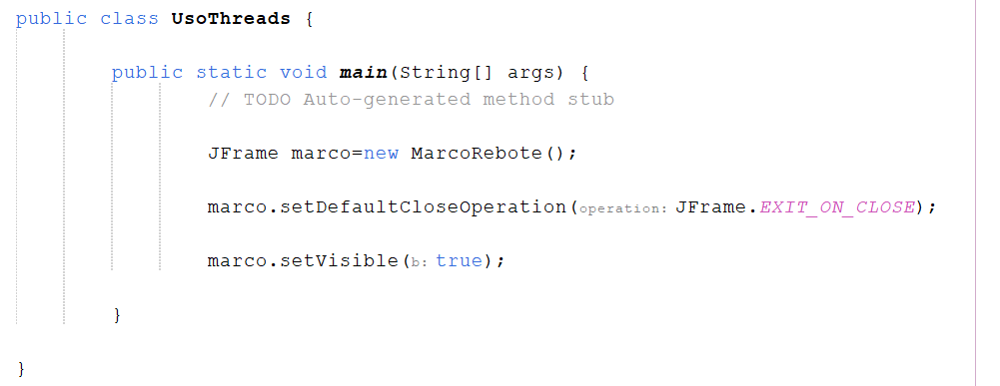 public class UsoThreads {
public static void main(String[] args) {
// TODO Auto-generated method stub
JFrame marco=new MarcoRebote();
marco.setDefaultCloseOperation(operation: JFrame.EXIT_ON_CLOSE);
marco.setVisible(b: true);
}
}